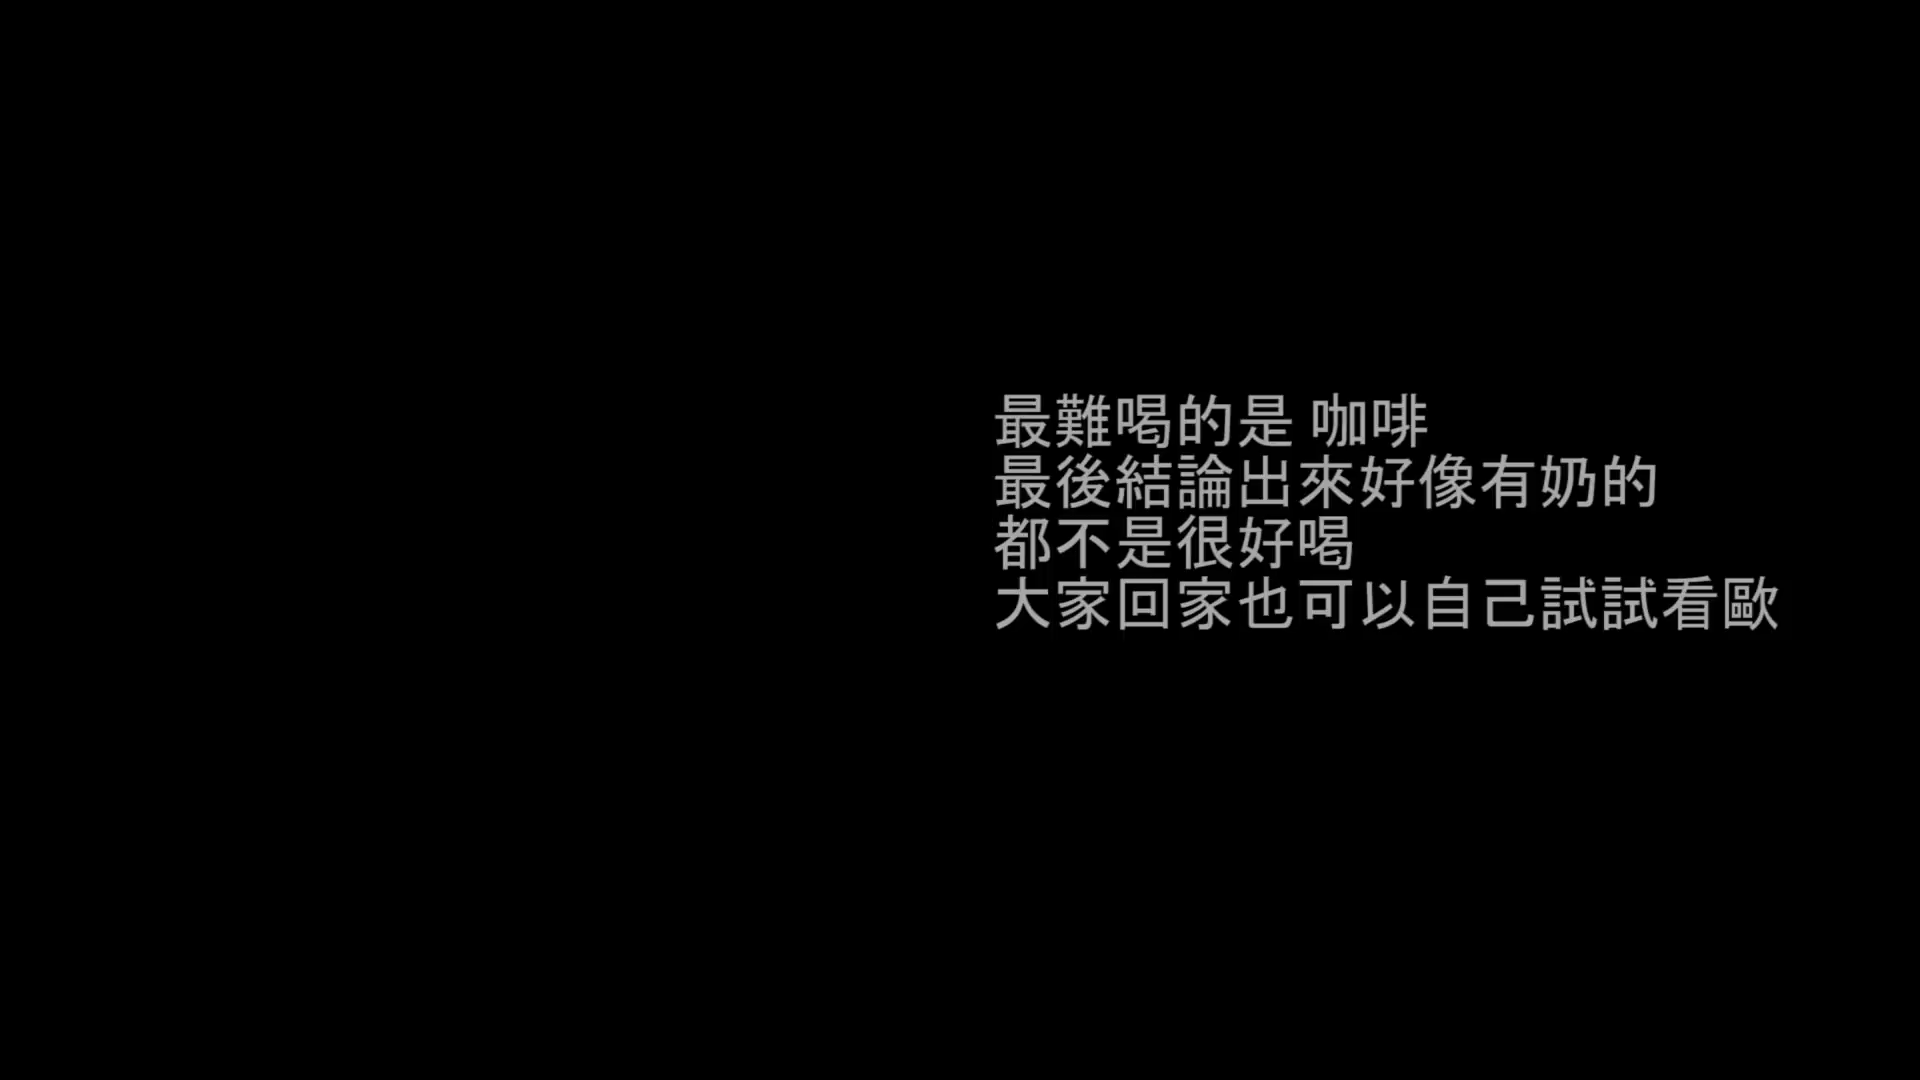 最難喝的是 咖啡
最後結論出來好像有奶的
都不是很好喝
大家回家也可以自己試試看歐